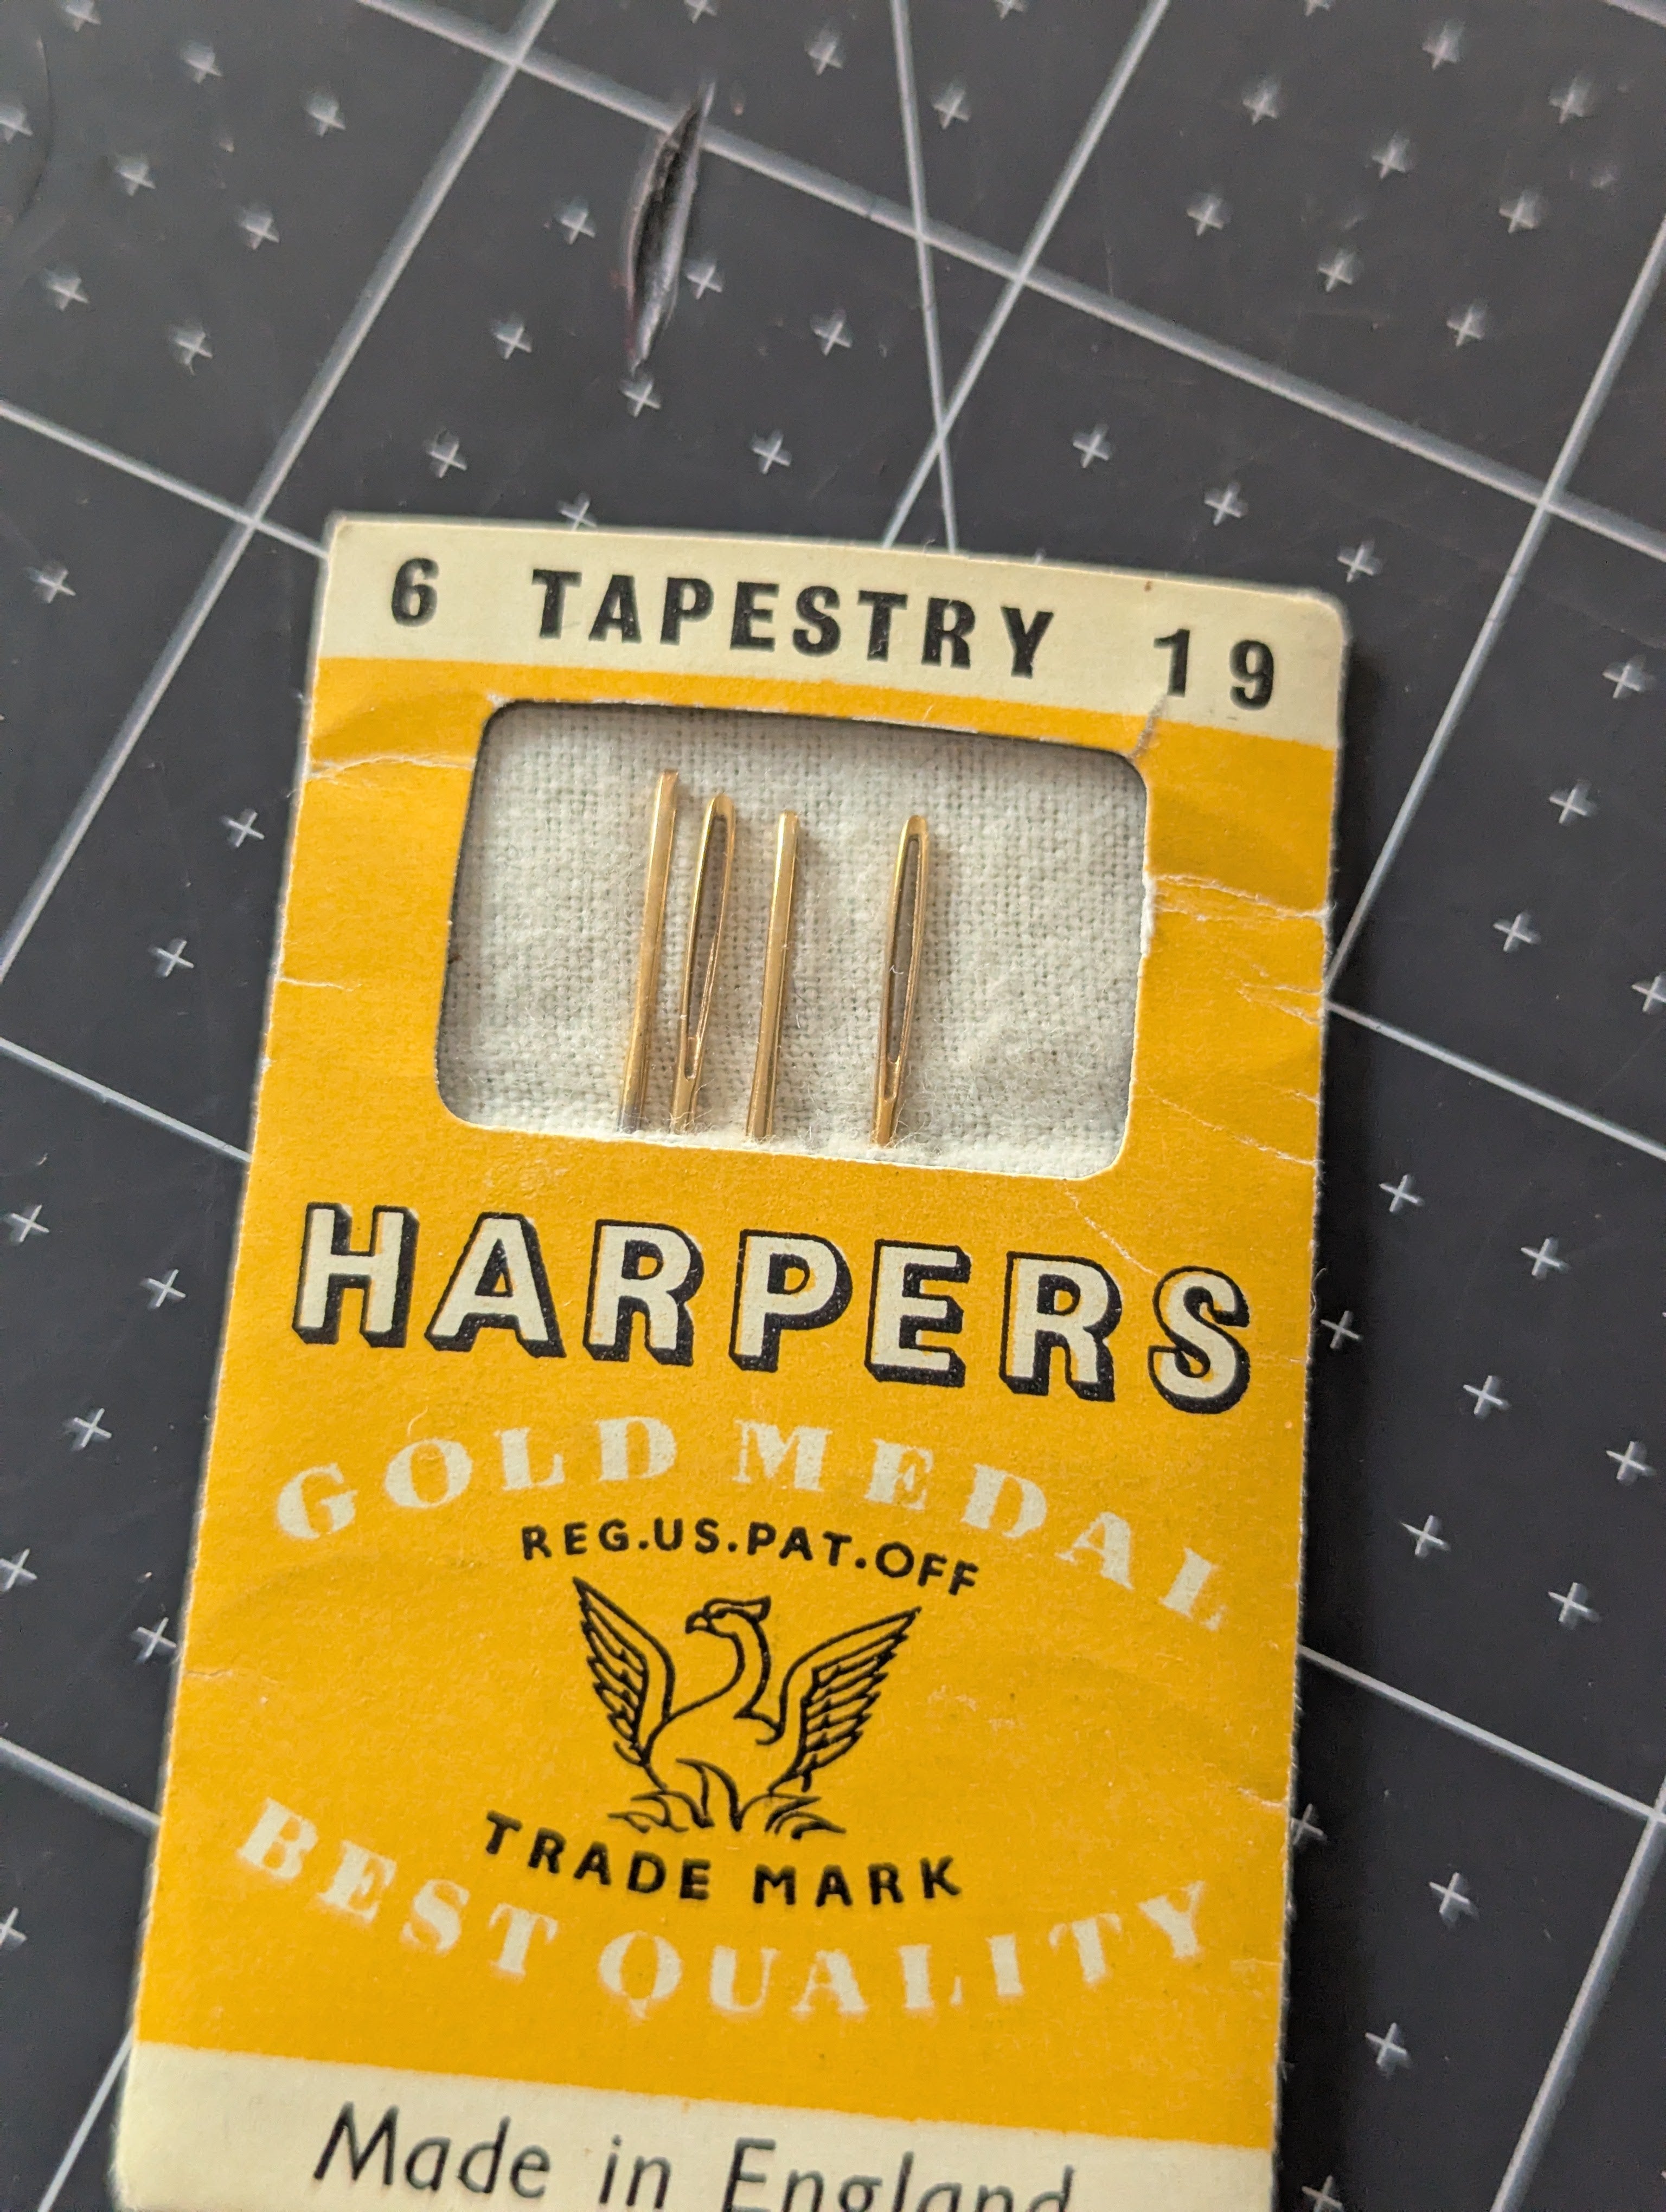 6 TAPESTRY 19
HARPERS
GOLD MEDAL
REG.US.PAT.OFF
TRADE MARK
BEST QUALITY
Made in England